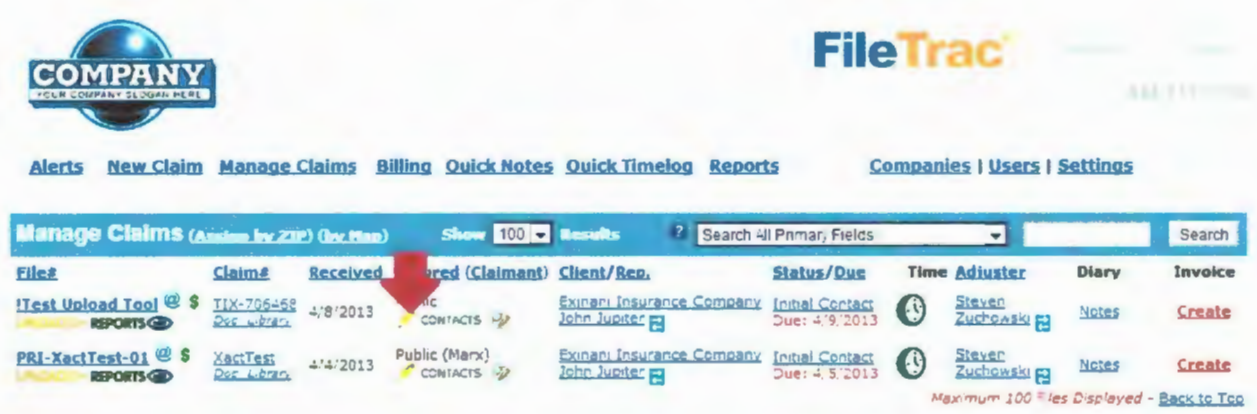 COMPANY
YOUR COMPANY SLOGAN HERE
FileTrac
Alerts New Claim Manage Claims Billing Quick Notes Quick Timelog Reports Companies | Users | Settings
Manage Claims (Assign by ZIP) (by Map) Show 100 Results ? Search All Primary Fields Search
File# Claim# Received (Claimant) Client/Rep. Status/Due Time Adjuster Diary Invoice
!Test Upload Tool @ $ TIX-706468 4/8/2013 Exinani Insurance Company Initial Contact Steven Notes Create
REPORTS Doc Library CONTACTS John Jupiter Due: 4/9/2013 Zuchowski
PRI-XactTest-01 @ $ XactTest 4/4/2013 Public (Marx) Exinani Insurance Company Initial Contact Steven Notes Create
REPORTS Doc Library CONTACTS John Jupiter Due: 4/5/2013 Zuchowski
Maximum 100 Files Displayed - Back to Top